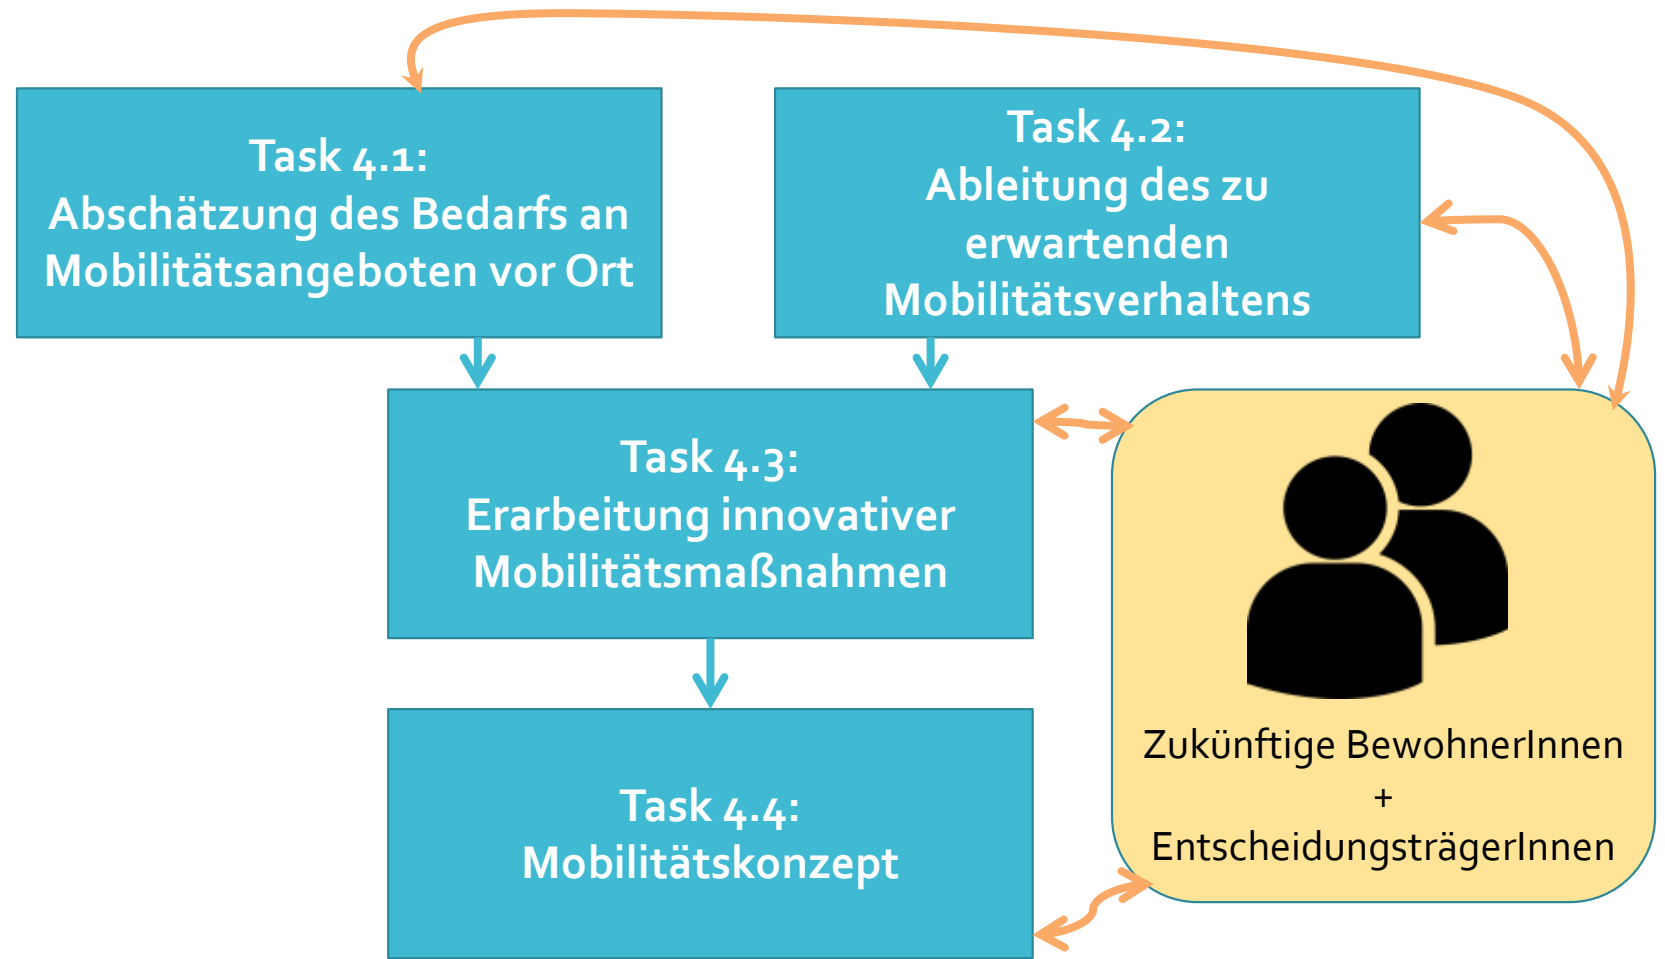 Task 4.1:
Abschätzung des Bedarfs an
Mobilitätsangeboten vor Ort
Task 4.2:
Ableitung des zu
erwartenden
Mobilitätsverhaltens
Task 4.3:
Erarbeitung innovativer
Mobilitätsmaßnahmen
Task 4.4:
Mobilitätskonzept
Zukünftige BewohnerInnen
+
EntscheidungsträgerInnen